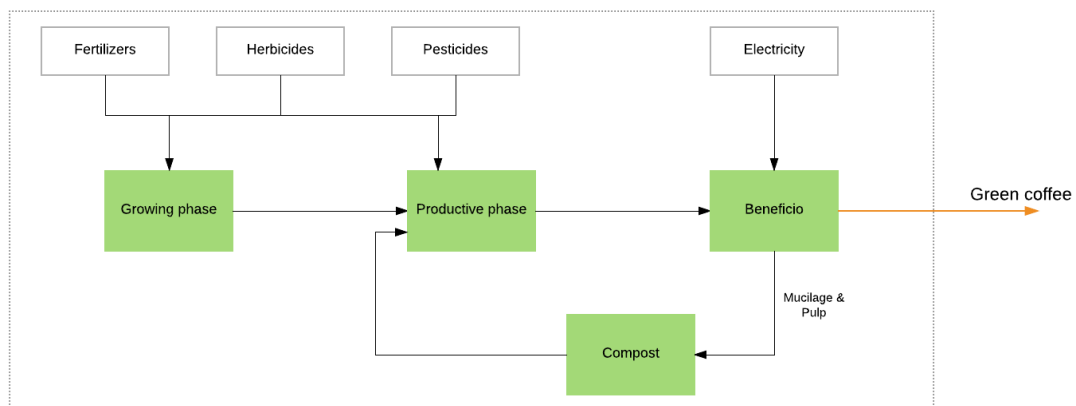 Fertilizers
Herbicides
Pesticides
Electricity
Growing phase
Productive phase
Beneficio
Green coffee
Mucilage &
Pulp
Compost